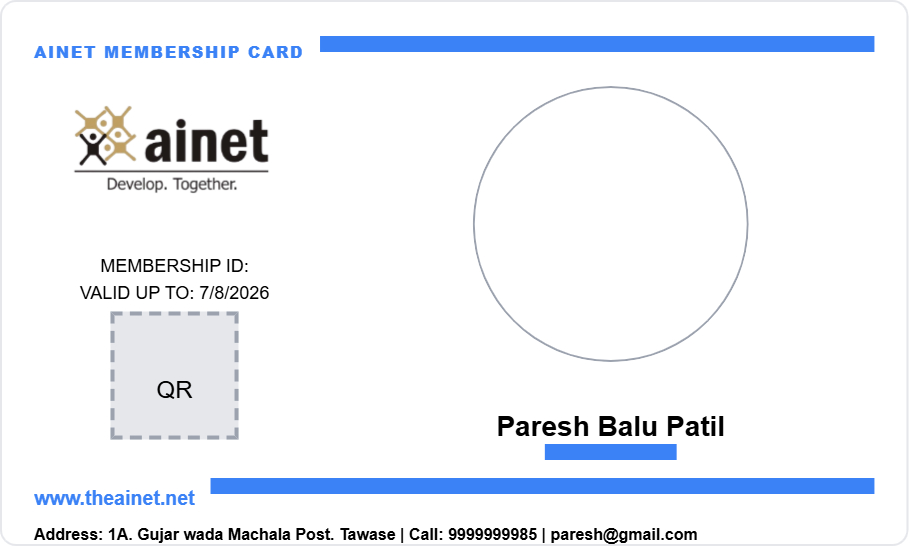 AINET MEMBERSHIP CARD
ainet
Develop. Together.
MEMBERSHIP ID:
VALID UP TO: 7/8/2026
QR
Paresh Balu Patil
www.theainet.net
Address: 1A. Gujar wada Machala Post. Tawase | Call: 9999999985 | paresh@gmail.com